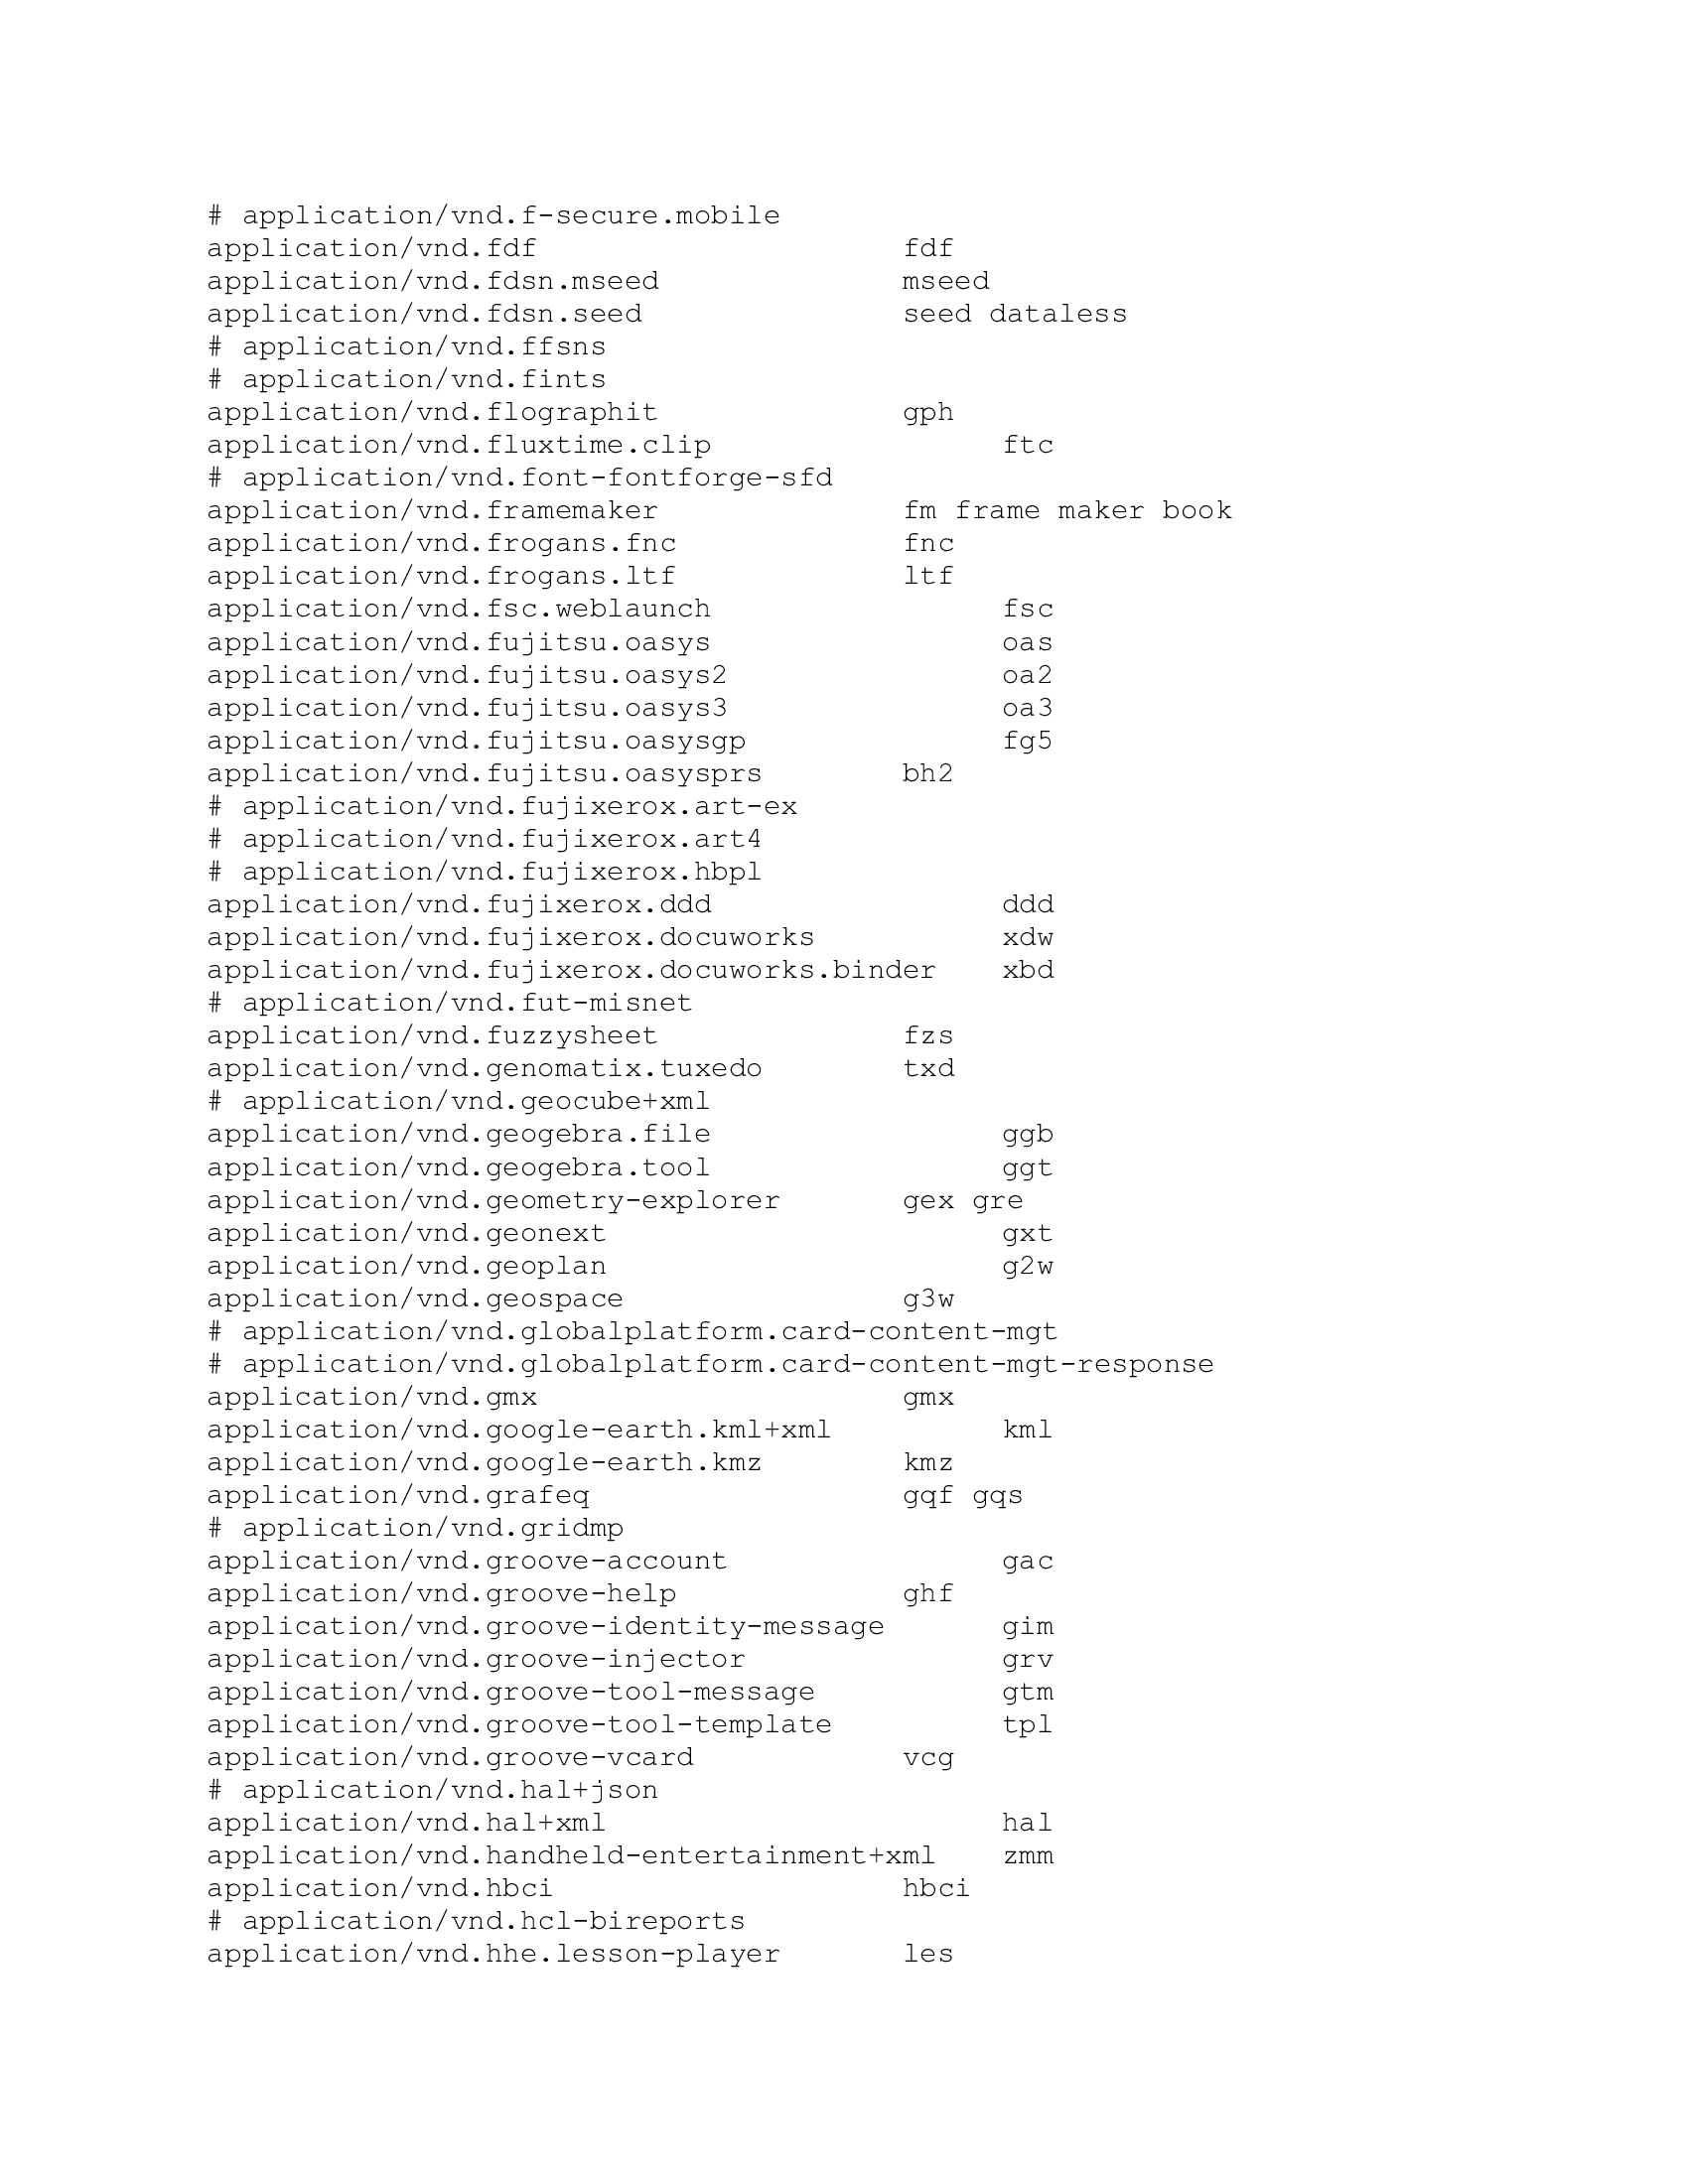 # application/vnd.f-secure.mobile
application/vnd.fdf fdf
application/vnd.fdsn.mseed mseed
application/vnd.fdsn.seed seed dataless
# application/vnd.ffsns
# application/vnd.fints
application/vnd.flographit gph
application/vnd.fluxtime.clip ftc
# application/vnd.font-fontforge-sfd
application/vnd.framemaker fm frame maker book
application/vnd.frogans.fnc fnc
application/vnd.frogans.ltf ltf
application/vnd.fsc.weblaunch fsc
application/vnd.fujitsu.oasys oas
application/vnd.fujitsu.oasys2 oa2
application/vnd.fujitsu.oasys3 oa3
application/vnd.fujitsu.oasysgp fg5
application/vnd.fujitsu.oasysprs bh2
# application/vnd.fujixerox.art-ex
# application/vnd.fujixerox.art4
# application/vnd.fujixerox.hbpl
application/vnd.fujixerox.ddd ddd
application/vnd.fujixerox.docuworks xdw
application/vnd.fujixerox.docuworks.binder xbd
# application/vnd.fut-misnet
application/vnd.fuzzysheet fzs
application/vnd.genomatix.tuxedo txd
# application/vnd.geocube+xml
application/vnd.geogebra.file ggb
application/vnd.geogebra.tool ggt
application/vnd.geometry-explorer gex gre
application/vnd.geonext gxt
application/vnd.geoplan g2w
application/vnd.geospace g3w
# application/vnd.globalplatform.card-content-mgt
# application/vnd.globalplatform.card-content-mgt-response
application/vnd.gmx gmx
application/vnd.google-earth.kml+xml kml
application/vnd.google-earth.kmz kmz
application/vnd.grafeq gqf gqs
# application/vnd.gridmp
application/vnd.groove-account gac
application/vnd.groove-help ghf
application/vnd.groove-identity-message gim
application/vnd.groove-injector grv
application/vnd.groove-tool-message gtm
application/vnd.groove-tool-template tpl
application/vnd.groove-vcard vcg
# application/vnd.hal+json
application/vnd.hal+xml hal
application/vnd.handheld-entertainment+xml zmm
application/vnd.hbci hbci
# application/vnd.hcl-bireports
application/vnd.hhe.lesson-player les